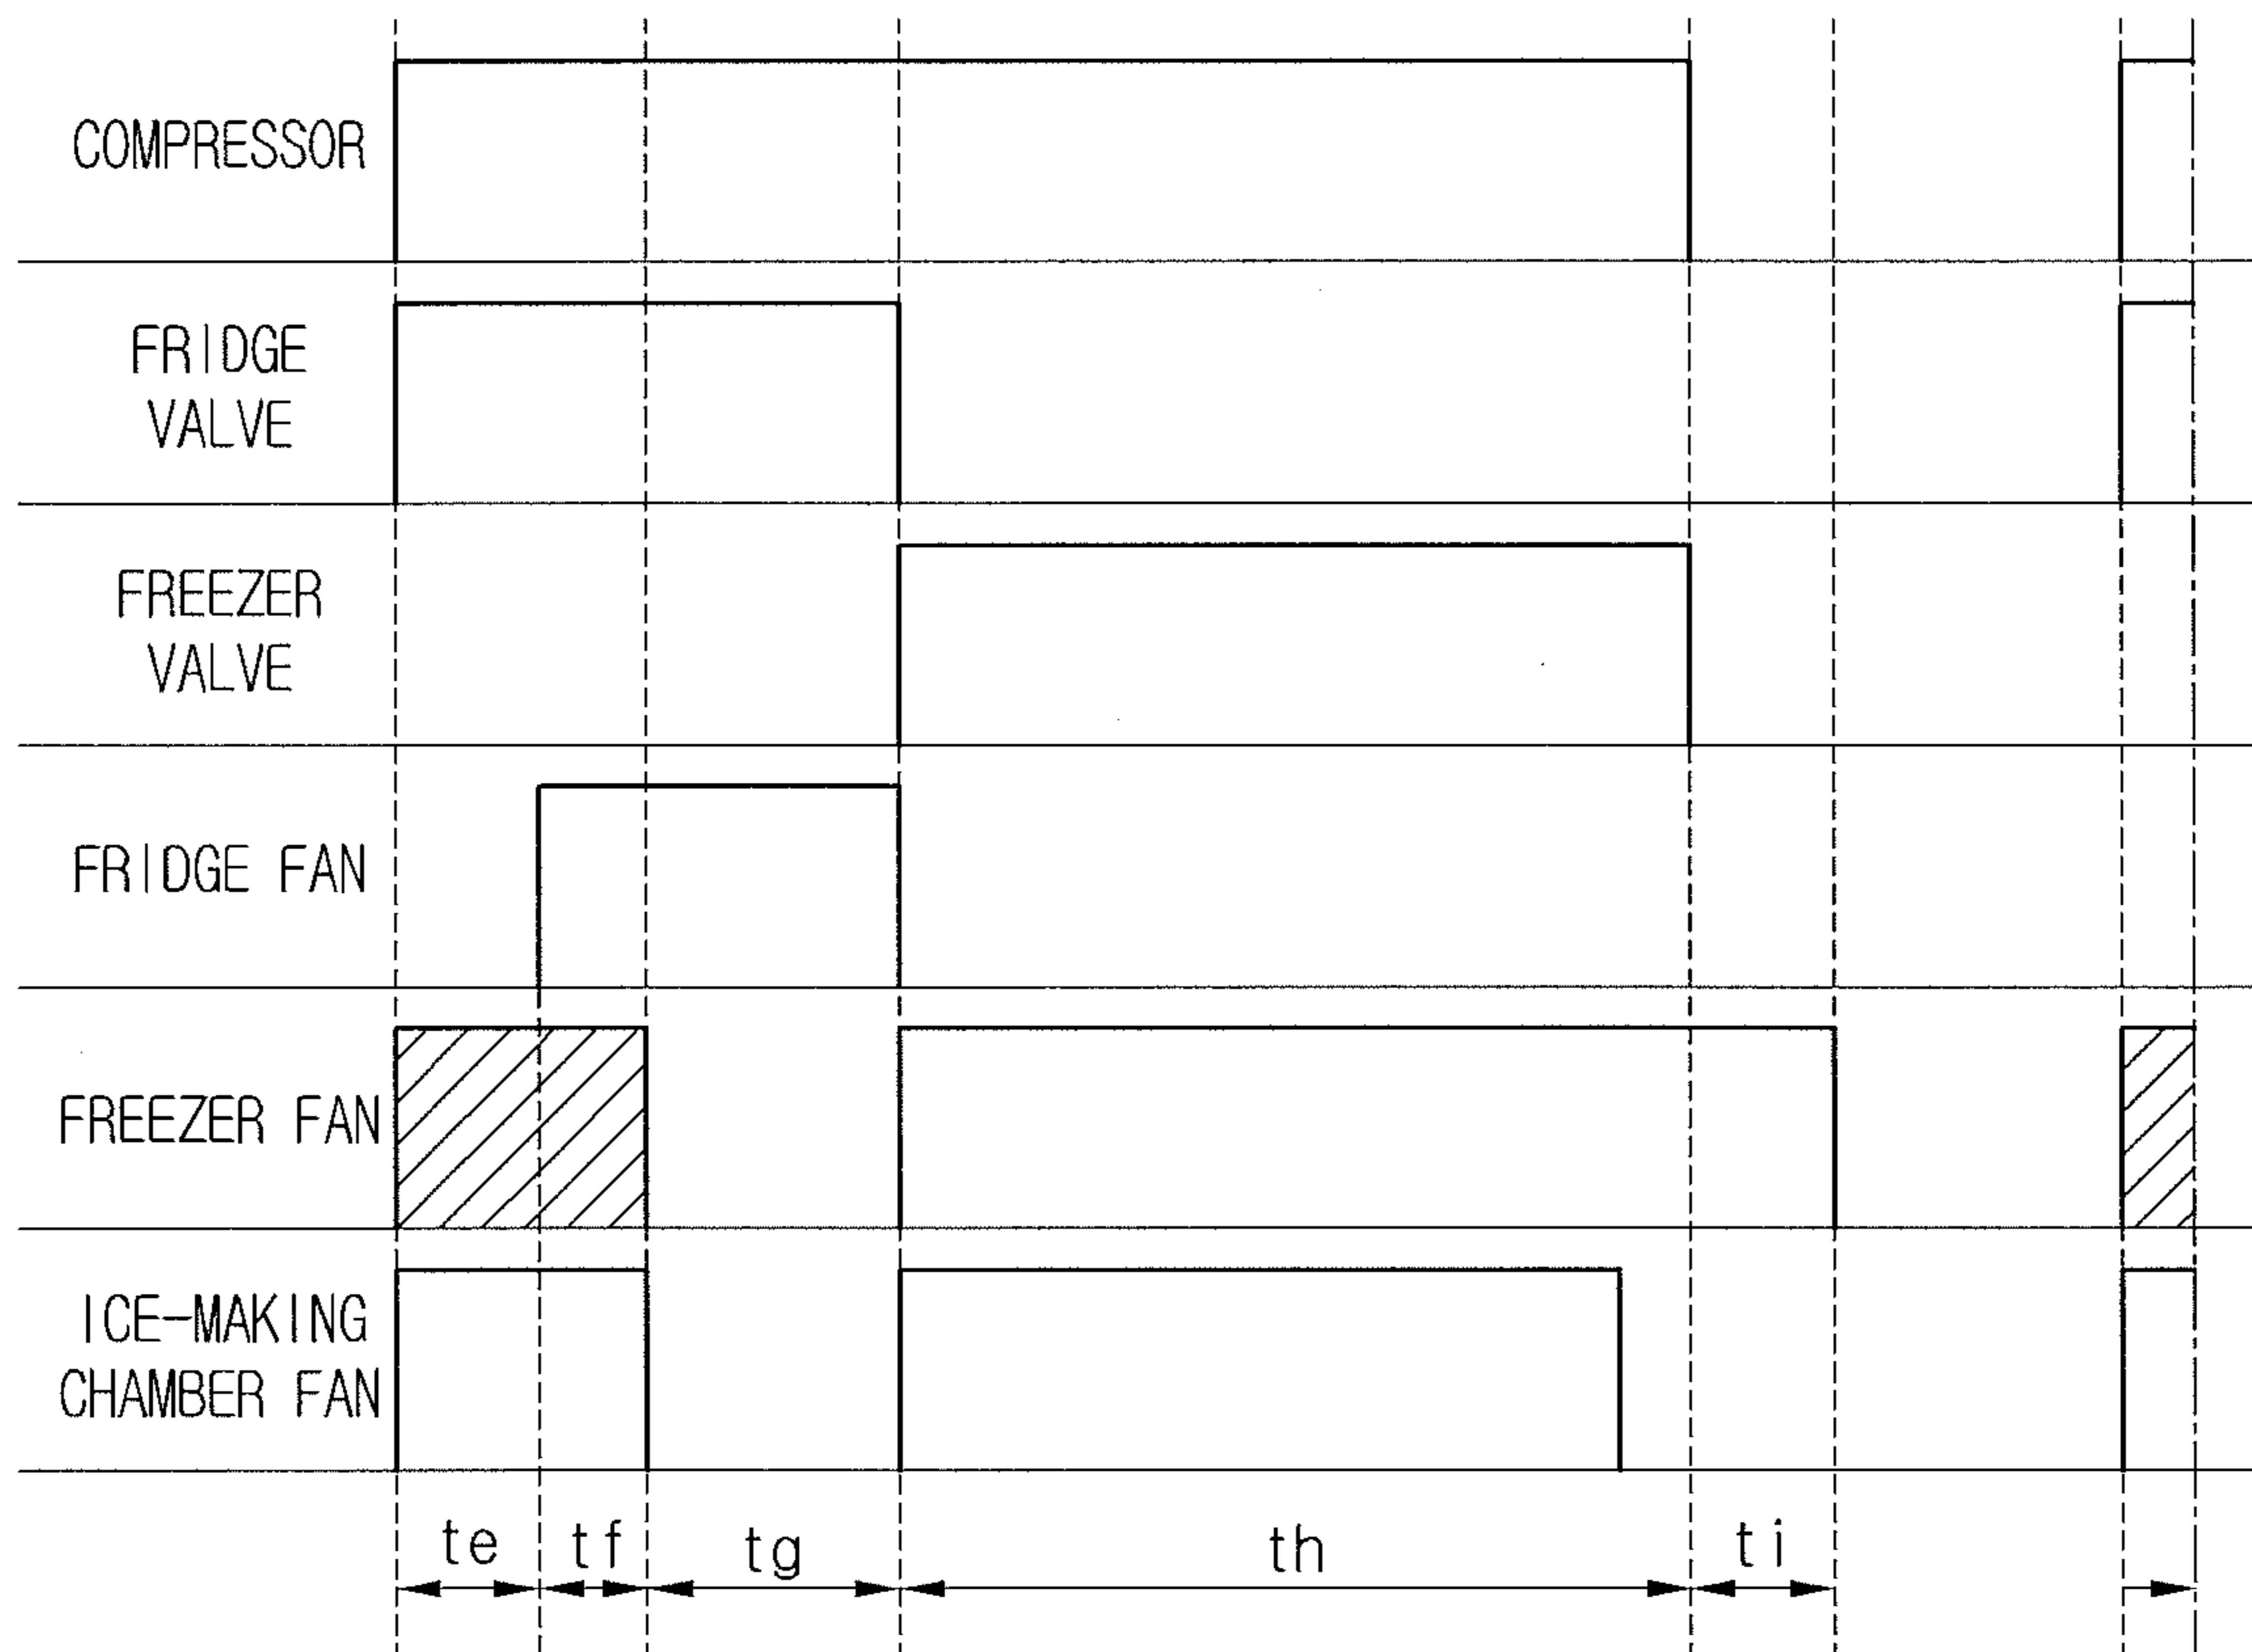 COMPRESSOR
FRIDGE
VALVE
FREEZER
VALVE
FRIDGE FAN
FREEZER FAN
ICE-MAKING
CHAMBER FAN
te tf tg th ti